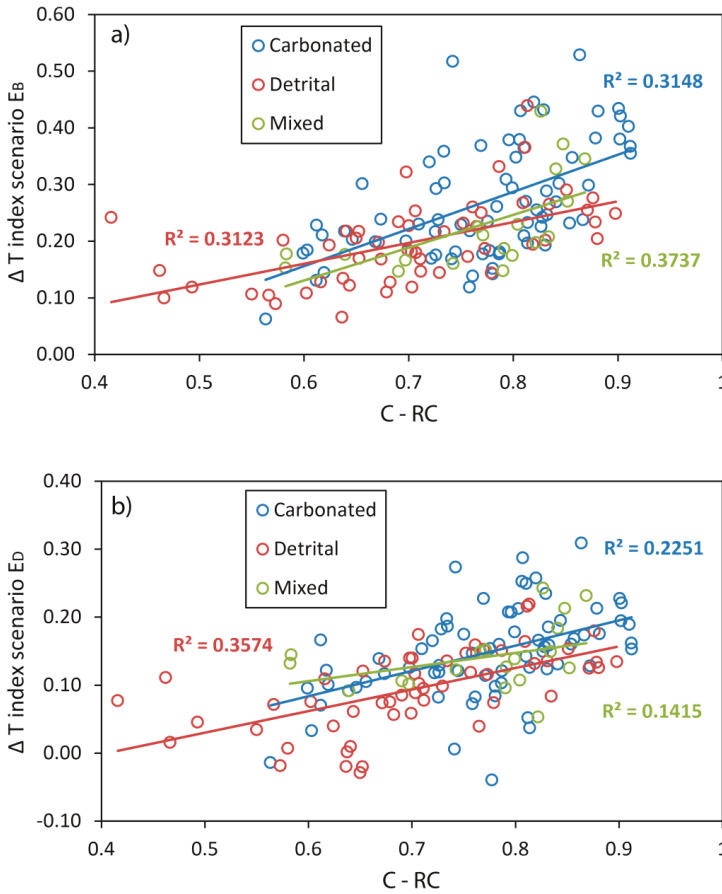 a)
Carbonated
Detrital
Mixed
R² = 0.3148
R² = 0.3123
R² = 0.3737
Δ T index scenario EB
0.60
0.50
0.40
0.30
0.20
0.10
0.00
0.4
0.5
0.6
0.7
0.8
0.9
1
C - RC
b)
Carbonated
Detrital
Mixed
R² = 0.2251
R² = 0.3574
R² = 0.1415
Δ T index scenario ED
0.40
0.30
0.20
0.10
0.00
-0.10
0.4
0.5
0.6
0.7
0.8
0.9
1
C - RC